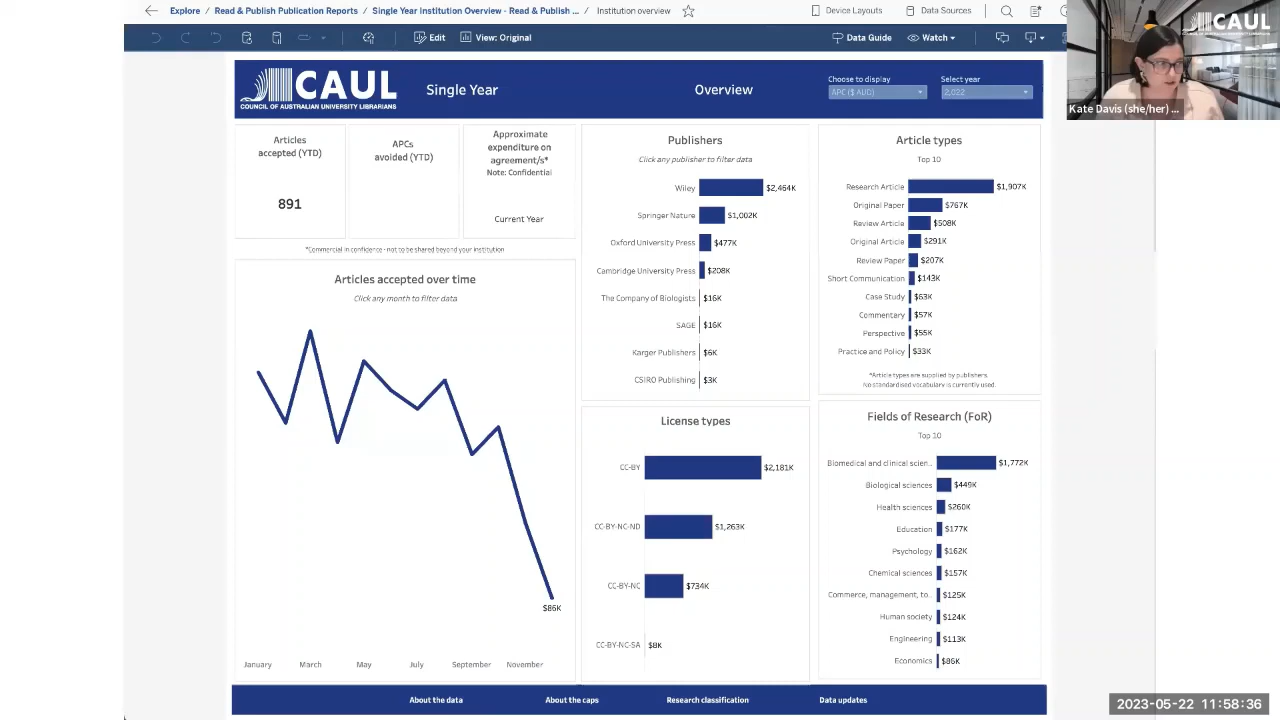 Explore / Read & Publish Publication Reports / Single Year Institution Overview - Read & Publish ... / Institution overview
Device Layouts
Data Sources
Edit
View: Original
Data Guide
Watch
CAUL
COUNCIL OF AUSTRALIAN UNIVERSITY LIBRARIANS
Single Year
Overview
Choose to display
APC ($ AUD)
Select year
2,022
CAUL
Kate Davis (she/her) ...
Articles
accepted (YTD)
891
APCs
avoided (YTD)
Approximate
expenditure on
agreement/s*
Note: Confidential
Current Year
*Commercial in confidence - not to be shared beyond your institution
Articles accepted over time
Click any month to filter data
$86K
January March May July September November
Publishers
Click any publisher to filter data
Wiley $2,464K
Springer Nature $1,002K
Oxford University Press $477K
Cambridge University Press $208K
The Company of Biologists $16K
SAGE $16K
Karger Publishers $6K
CSIRO Publishing $3K
License types
CC-BY $2,181K
CC-BY-NC-ND $1,263K
CC-BY-NC $734K
CC-BY-NC-SA $8K
Article types
Top 10
Research Article $1,907K
Original Paper $767K
Review Article $508K
Original Article $291K
Review Paper $207K
Short Communication $143K
Case Study $63K
Commentary $57K
Perspective $55K
Practice and Policy $33K
*Article types are supplied by publishers.
No standardised vocabulary is currently used.
Fields of Research (FoR)
Top 10
Biomedical and clinical scien.. $1,772K
Biological sciences $449K
Health sciences $260K
Education $177K
Psychology $162K
Chemical sciences $157K
Commerce, management, to.. $125K
Human society $124K
Engineering $113K
Economics $86K
About the data
About the caps
Research classification
Data updates
2023-05-22 11:58:36